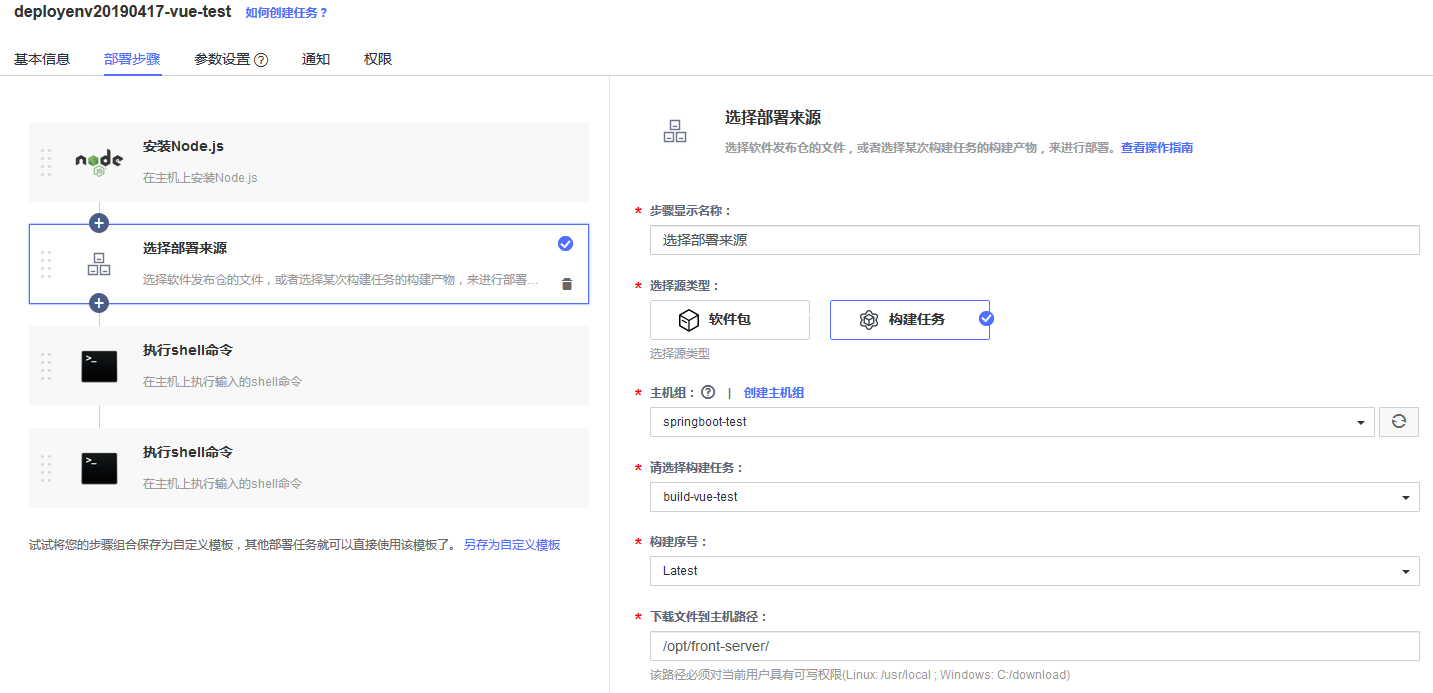 deployenv20190417-vue-test 如何创建任务？
基本信息 部署步骤 参数设置 ? 通知 权限
node
JS
安装Node.js
在主机上安装Node.js
选择部署来源
选择软件发布仓的文件，或者选择某次构建任务的构建产物，来进行部署...
>_
执行shell命令
在主机上执行输入的shell命令
>_
执行shell命令
在主机上执行输入的shell命令
试试将您的步骤组合保存为自定义模板，其他部署任务就可以直接使用该模板了。 另存为自定义模板
选择部署来源
选择软件发布仓的文件，或者选择某次构建任务的构建产物，来进行部署。查看操作指南
* 步骤显示名称：
选择部署来源
* 选择源类型：
软件包 构建任务
选择源类型
* 主机组： ? | 创建主机组
springboot-test
* 请选择构建任务：
build-vue-test
* 构建序号：
Latest
* 下载文件到主机路径：
/opt/front-server/
该路径必须对当前用户具有可写权限(Linux: /usr/local ; Windows: C:/download)